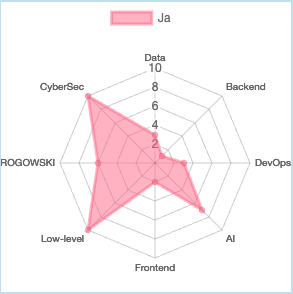 Ja
Data
10
8
6
4
2
Backend
DevOps
AI
Frontend
Low-level
ROGOWSKI
CyberSec